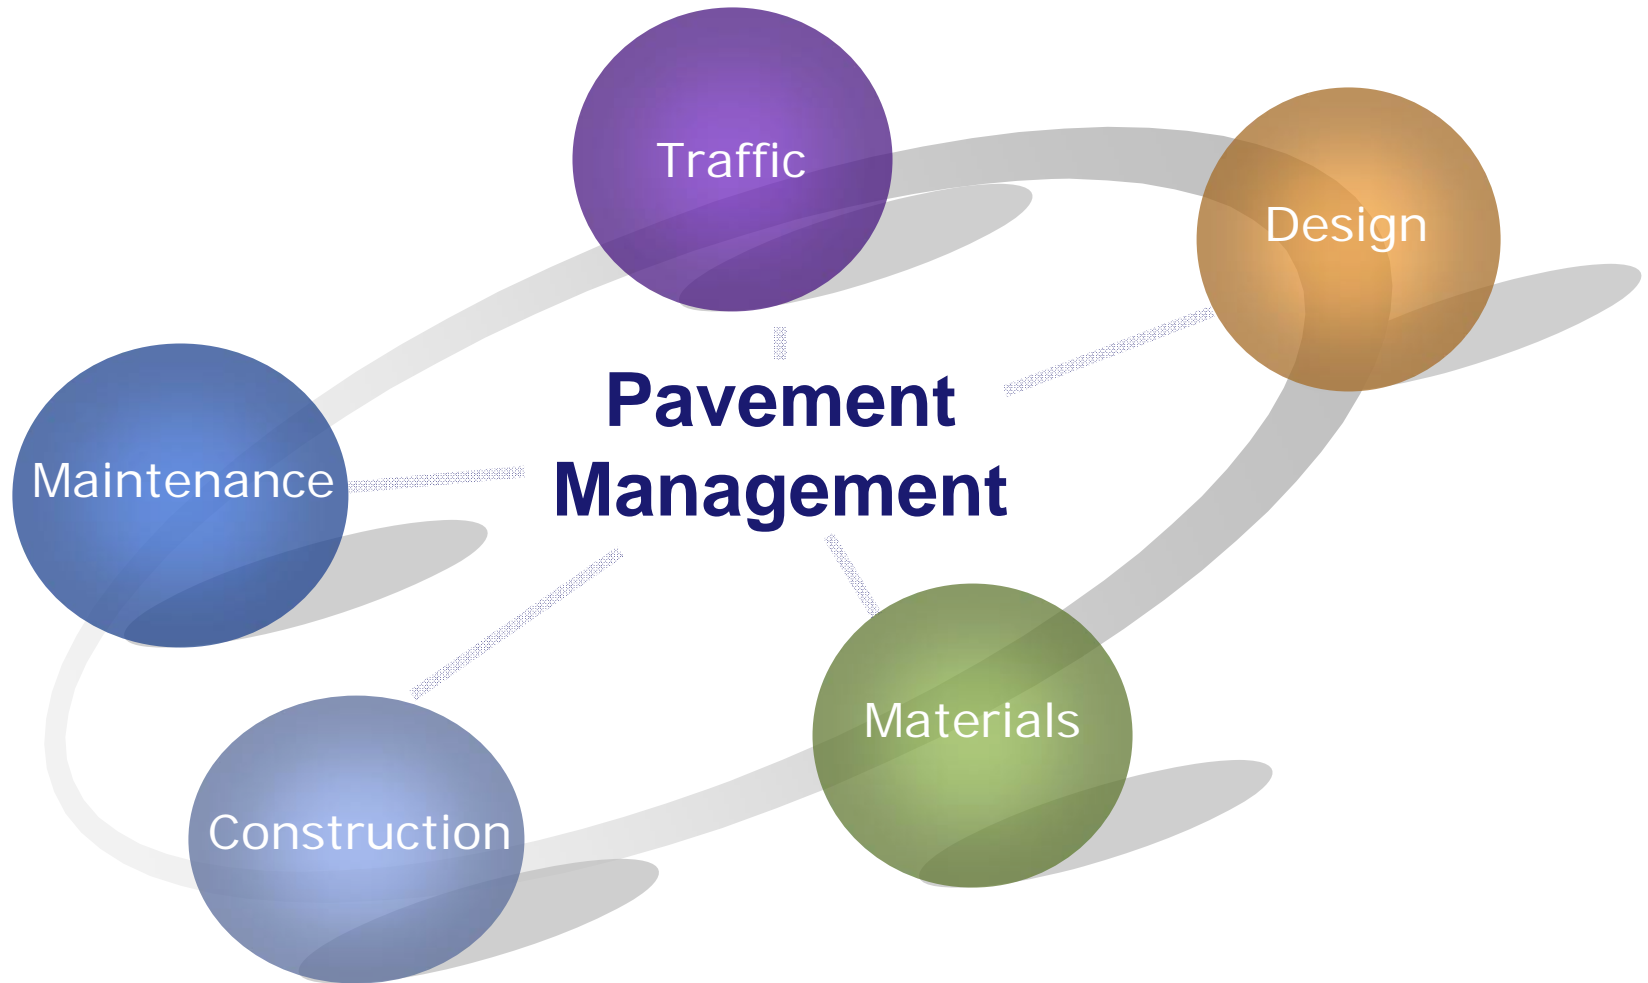 Traffic
Design
Pavement
Management
Maintenance
Materials
Construction